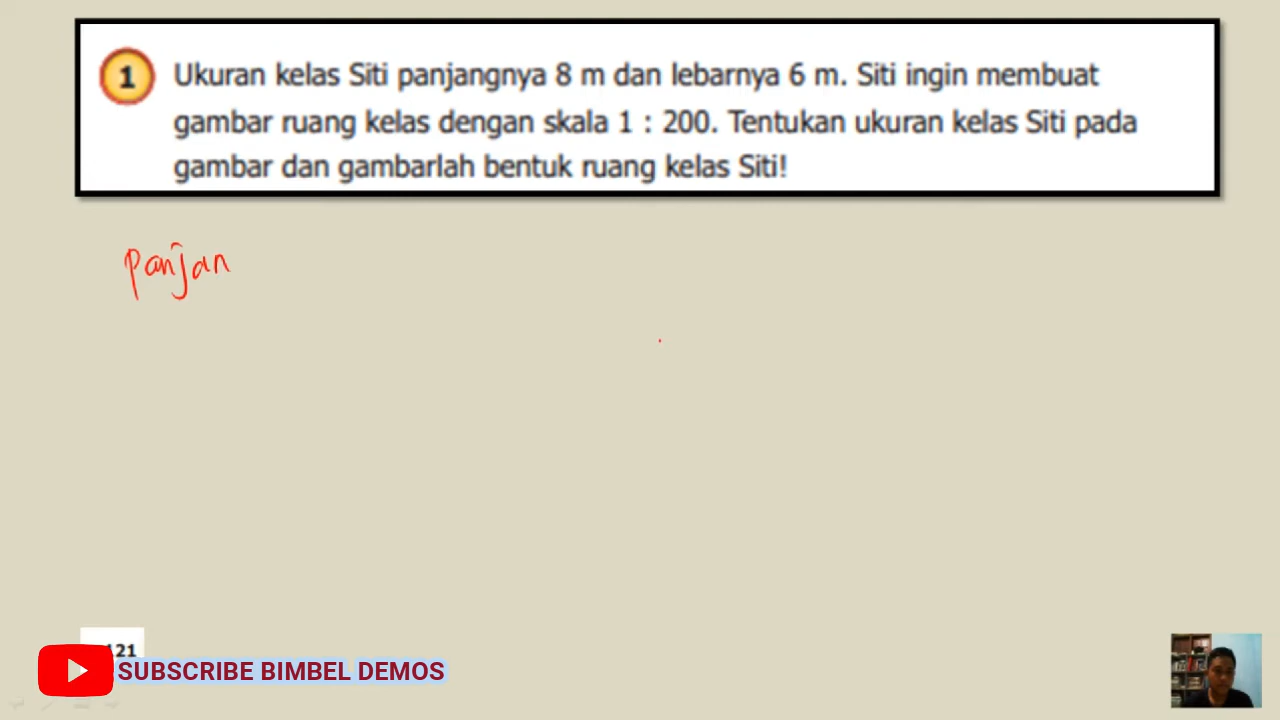 1 Ukuran kelas Siti panjangnya 8 m dan lebarnya 6 m. Siti ingin membuat
gambar ruang kelas dengan skala 1 : 200. Tentukan ukuran kelas Siti pada
gambar dan gambarlah bentuk ruang kelas Siti!
Panjan
121
SUBSCRIBE BIMBEL DEMOS